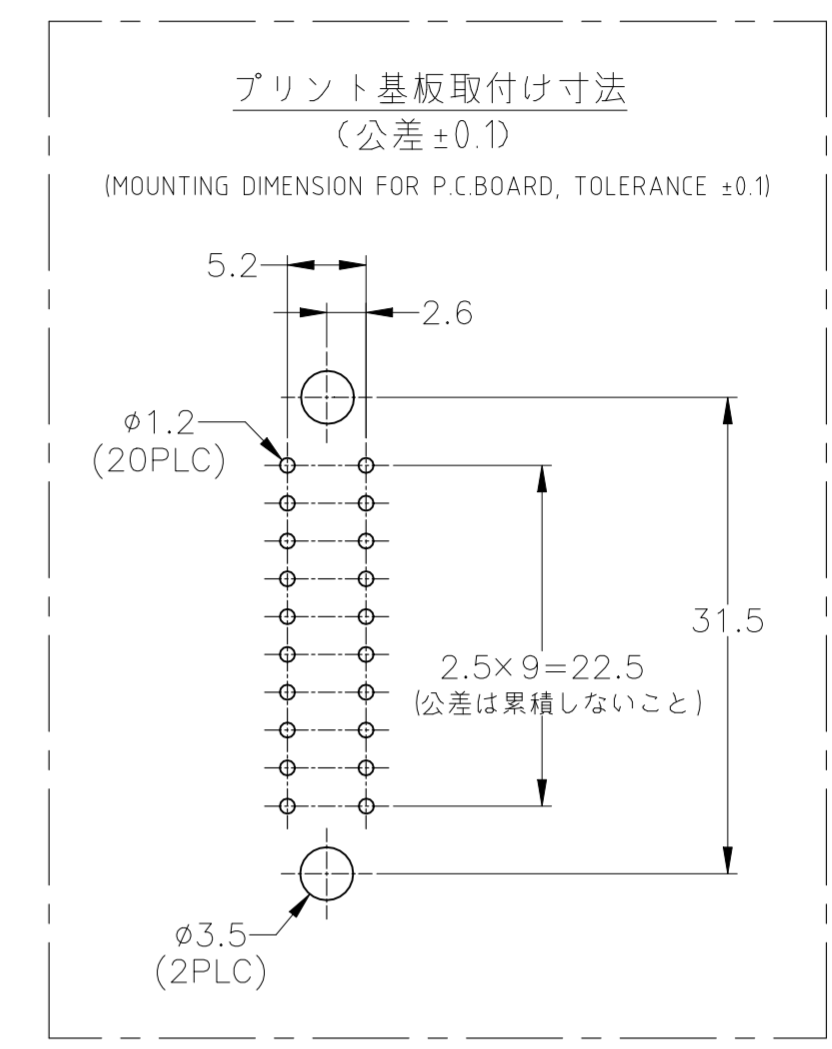 プリント基板取付け寸法
(公差±0.1)
(MOUNTING DIMENSION FOR P.C.BOARD, TOLERANCE ±0.1)
5.2
2.6
φ1.2
(20PLC)
31.5
2.5×9=22.5
(公差は累積しないこと)
φ3.5
(2PLC)